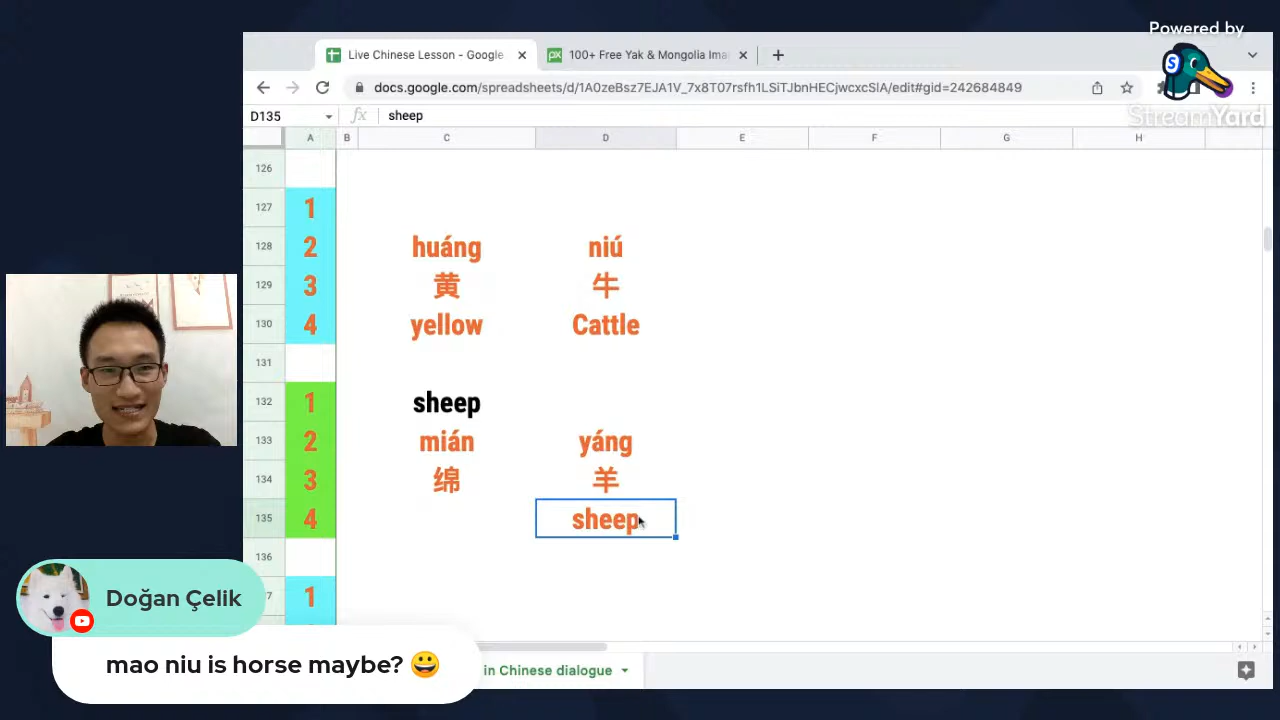 Powered by
StreamYard
Live Chinese Lesson - Google
100+ Free Yak & Mongolia Ima
docs.google.com/spreadsheets/d/1A0zeBsz7EJA1V_7x8T07rsfh1LSiTJbnHECjwcxcSlA/edit#gid=242684849
D135
fx
sheep
A B C D E F G H
126
127 1
128 2 huáng niú
129 3 黄 牛
130 4 yellow Cattle
131
132 1 sheep
133 2 mián yáng
134 3 绵 羊
135 4 sheep
136
7 1
Doğan Çelik
mao niu is horse maybe? 😀
in Chinese dialogue